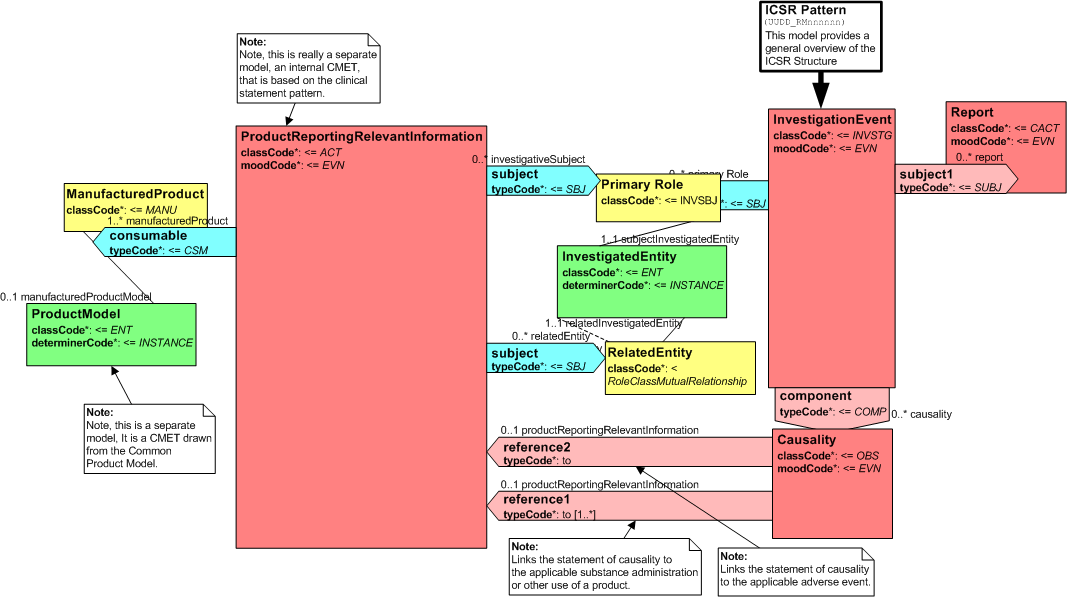 ICSR Pattern
(UUDD_RMnnnnnn)
This model provides a
general overview of the
ICSR Structure
Note:
Note, this is really a separate
model, an internal CMET,
that is based on the clinical
statement pattern.
ProductReportingRelevantInformation
classCode*: <= ACT
moodCode*: <= EVN
InvestigationEvent
classCode*: <= INVSTG
moodCode*: <= EVN
Report
classCode*: <= CACT
moodCode*: <= EVN
0..* report
subject1
typeCode*: <= SUBJ
0..* investigativeSubject
subject
typeCode*: <= SBJ
0..* primary Role
Primary Role
classCode*: <= INVSBJ
*: <= SBJ
ManufacturedProduct
classCode*: <= MANU
1..* manufacturedProduct
consumable
typeCode*: <= CSM
1..1 subjectInvestigatedEntity
InvestigatedEntity
classCode*: <= ENT
determinerCode*: <= INSTANCE
0..1 manufacturedProductModel
ProductModel
classCode*: <= ENT
determinerCode*: <= INSTANCE
1..1 relatedInvestigatedEntity
0..* relatedEntity
subject
typeCode*: <= SBJ
RelatedEntity
classCode*: <
RoleClassMutualRelationship
component
typeCode*: <= COMP
0..* causality
Note:
Note, this is a separate
model, It is a CMET drawn
from the Common
Product Model.
0..1 productReportingRelevantInformation
reference2
typeCode*: to
Causality
classCode*: <= OBS
moodCode*: <= EVN
0..1 productReportingRelevantInformation
reference1
typeCode*: to [1..*]
Note:
Links the statement of causality to
the applicable substance administration
or other use of a product.
Note:
Links the statement of causality
to the applicable adverse event.